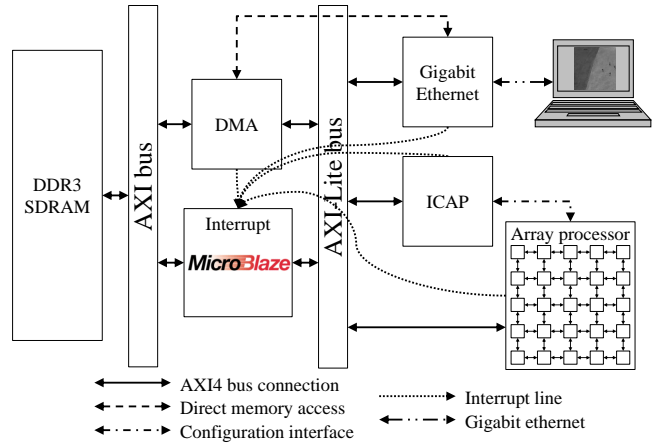 DDR3
SDRAM
AXI bus
DMA
Interrupt
MicroBlaze
AXI Lite bus
Gigabit
Ethernet
ICAP
Array processor
AXI4 bus connection
Direct memory access
Configuration interface
Interrupt line
Gigabit ethernet